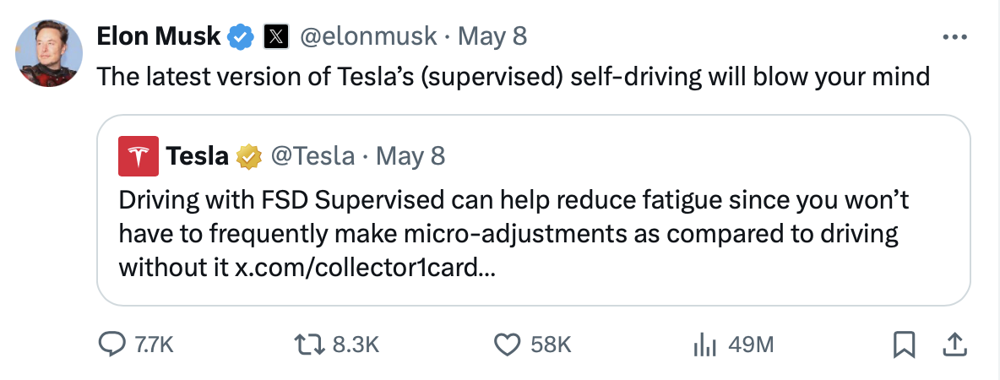 Elon Musk @elonmusk · May 8
The latest version of Tesla’s (supervised) self-driving will blow your mind
Tesla @Tesla · May 8
Driving with FSD Supervised can help reduce fatigue since you won’t
have to frequently make micro-adjustments as compared to driving
without it x.com/collector1card...
7.7K 8.3K 58K 49M